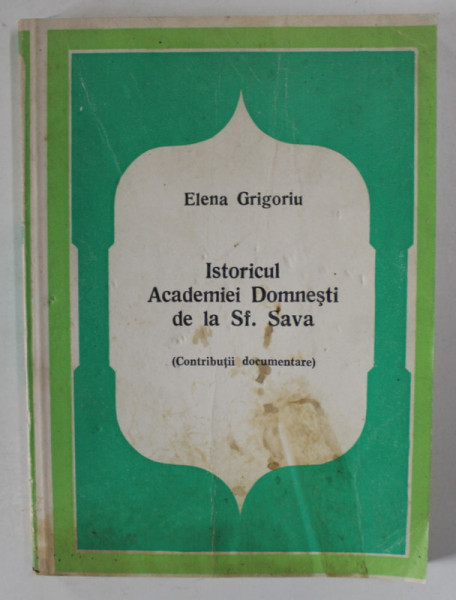 Elena Grigoriu
Istoricul
Academiei Domnești
de la Sf. Sava
(Contribuții documentare)